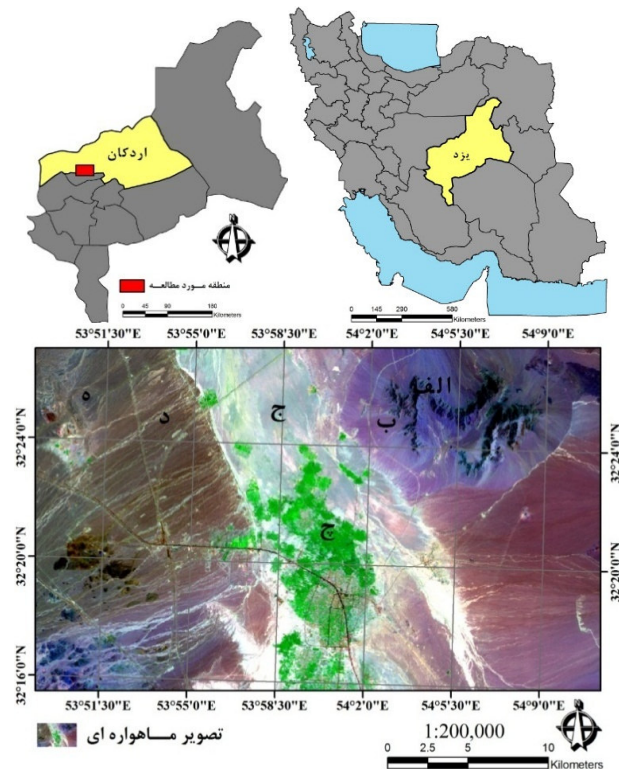 اردکان
یزد
منطقه مورد مطالعه
0 45 90 180
Kilometers
0 145 290 580
Kilometers
53°51'30"E 53°55'0"E 53°58'30"E 54°2'0"E 54°5'30"E 54°9'0"E
32°24'0"N
32°20'0"N
32°16'0"N
ه
د
ج
ب
الف
ج
32°24'0"N
32°20'0"N
32°16'0"N
53°51'30"E 53°55'0"E 53°58'30"E 54°2'0"E 54°5'30"E 54°9'0"E
تصویر ماهواره ای
1:200,000
0 2.5 5 10
Kilometers